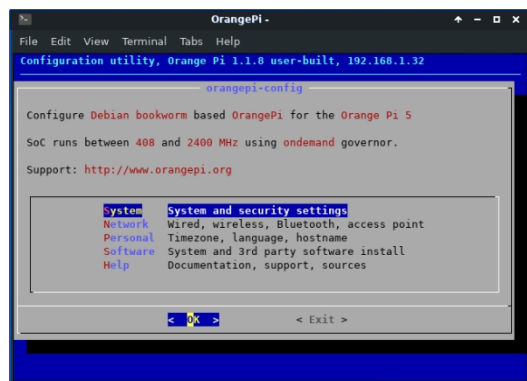 OrangePi -
File Edit View Terminal Tabs Help
Configuration utility, Orange Pi 1.1.8 user-built, 192.168.1.32
orangepi-config
Configure Debian bookworm based OrangePi for the Orange Pi 5
SoC runs between 408 and 2400 MHz using ondemand governor.
Support: http://www.orangepi.org
System System and security settings
Network Wired, wireless, Bluetooth, access point
Personal Timezone, language, hostname
Software System and 3rd party software install
Help Documentation, support, sources
< OK > < Exit >